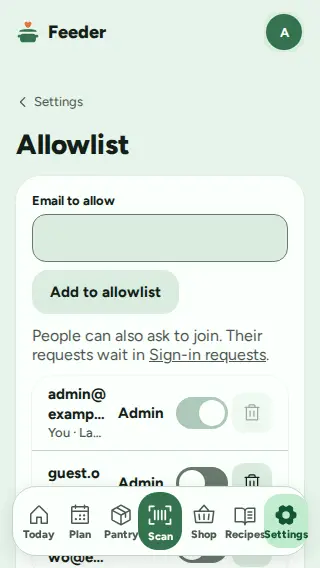 Feeder
A
Settings
Allowlist
Email to allow
Add to allowlist
People can also ask to join. Their
requests wait in Sign-in requests.
admin@
examp...
Admin
You · La...
guest.o
Admin
Today
Plan
Pantry
Scan
Shop
Recipes
Settings
wo@e...